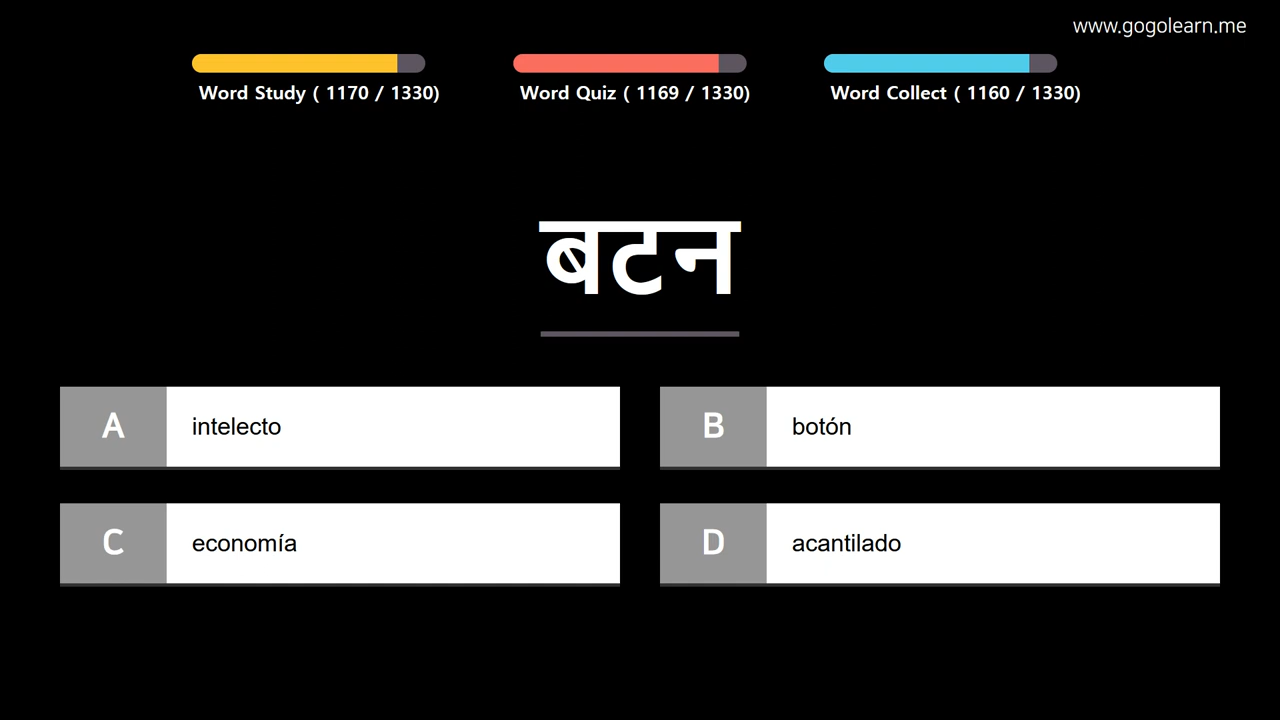 www.gogolearn.me
Word Study ( 1170 / 1330)
Word Quiz ( 1169 / 1330)
Word Collect ( 1160 / 1330)
बटन
A intelecto
B botón
C economía
D acantilado